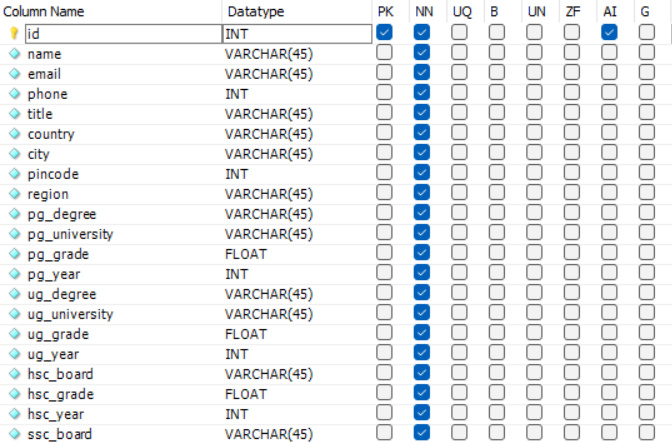 Column Name Datatype PK NN UQ B UN ZF AI G
id INT
name VARCHAR(45)
email VARCHAR(45)
phone INT
title VARCHAR(45)
country VARCHAR(45)
city VARCHAR(45)
pincode INT
region VARCHAR(45)
pg_degree VARCHAR(45)
pg_university VARCHAR(45)
pg_grade FLOAT
pg_year INT
ug_degree VARCHAR(45)
ug_university VARCHAR(45)
ug_grade FLOAT
ug_year INT
hsc_board VARCHAR(45)
hsc_grade FLOAT
hsc_year INT
ssc_board VARCHAR(45)